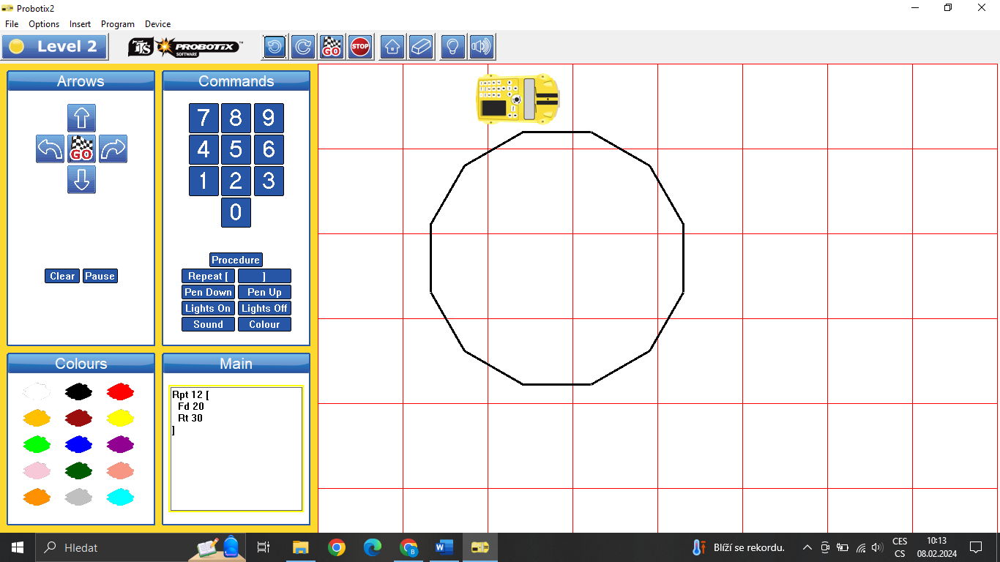 Probotix2
File Options Insert Program Device
Level 2
TTS PROBOTIX™
SOFTWARE
GO
STOP
Arrows
GO
Clear Pause
Commands
7 8 9
4 5 6
1 2 3
0
Procedure
Repeat [ ]
Pen Down Pen Up
Lights On Lights Off
Sound Colour
Colours
Main
Rpt 12 [
Fd 20
Rt 30
]
Hledat
B
W
Blíží se rekordu.
CES
CS
10:13
08.02.2024